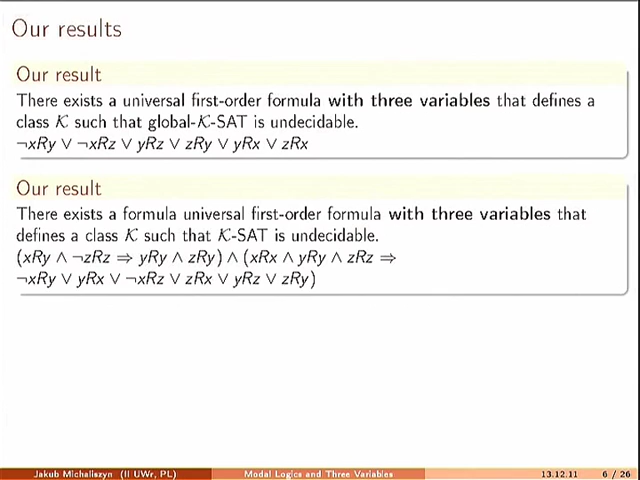 Our results
Our result
There exists a universal first-order formula with three variables that defines a
class 𝒦 such that global-𝒦-SAT is undecidable.
¬xRy ∨ ¬xRz ∨ yRz ∨ zRy ∨ yRx ∨ zRx
Our result
There exists a formula universal first-order formula with three variables that
defines a class 𝒦 such that 𝒦-SAT is undecidable.
(xRy ∧ ¬zRz ⇒ yRy ∧ zRy) ∧ (xRx ∧ yRy ∧ zRz ⇒
¬xRy ∨ yRx ∨ ¬xRz ∨ zRx ∨ yRz ∨ zRy)
Jakub Michaliszyn (II UWr, PL) Modal Logics and Three Variables 13.12.11 6 / 26